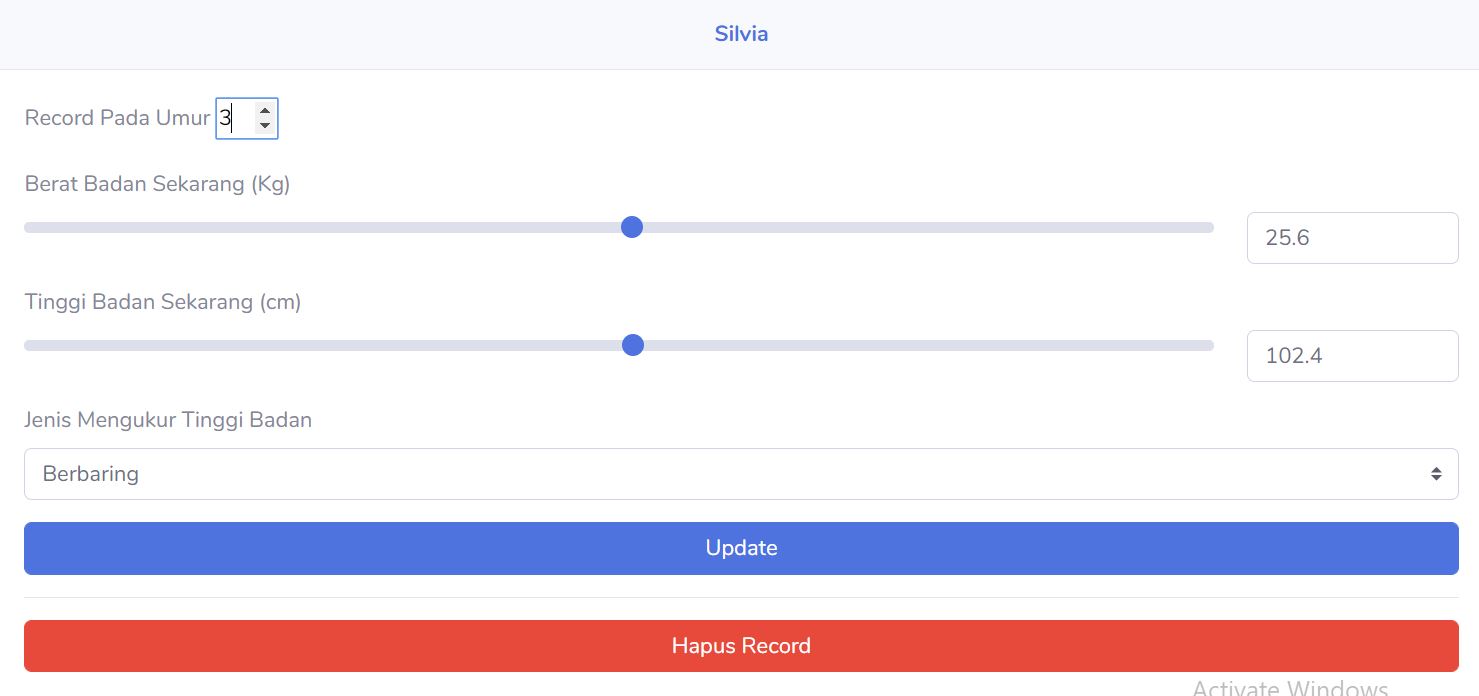 Silvia
Record Pada Umur 3
Berat Badan Sekarang (Kg)
25.6
Tinggi Badan Sekarang (cm)
102.4
Jenis Mengukur Tinggi Badan
Berbaring
Update
Hapus Record
Activate Windows